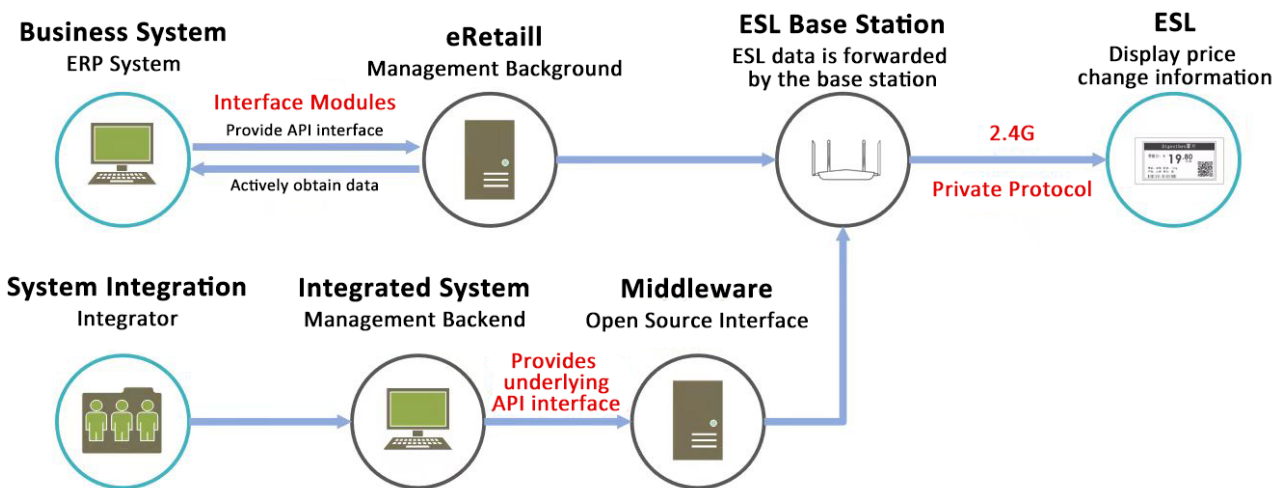 Business System
ERP System
eRetaill
Management Background
ESL Base Station
ESL data is forwarded
by the base station
ESL
Display price
change information
Interface Modules
Provide API interface
Actively obtain data
2.4G
Private Protocol
19.80
System Integration
Integrator
Integrated System
Management Backend
Middleware
Open Source Interface
Provides
underlying
API interface